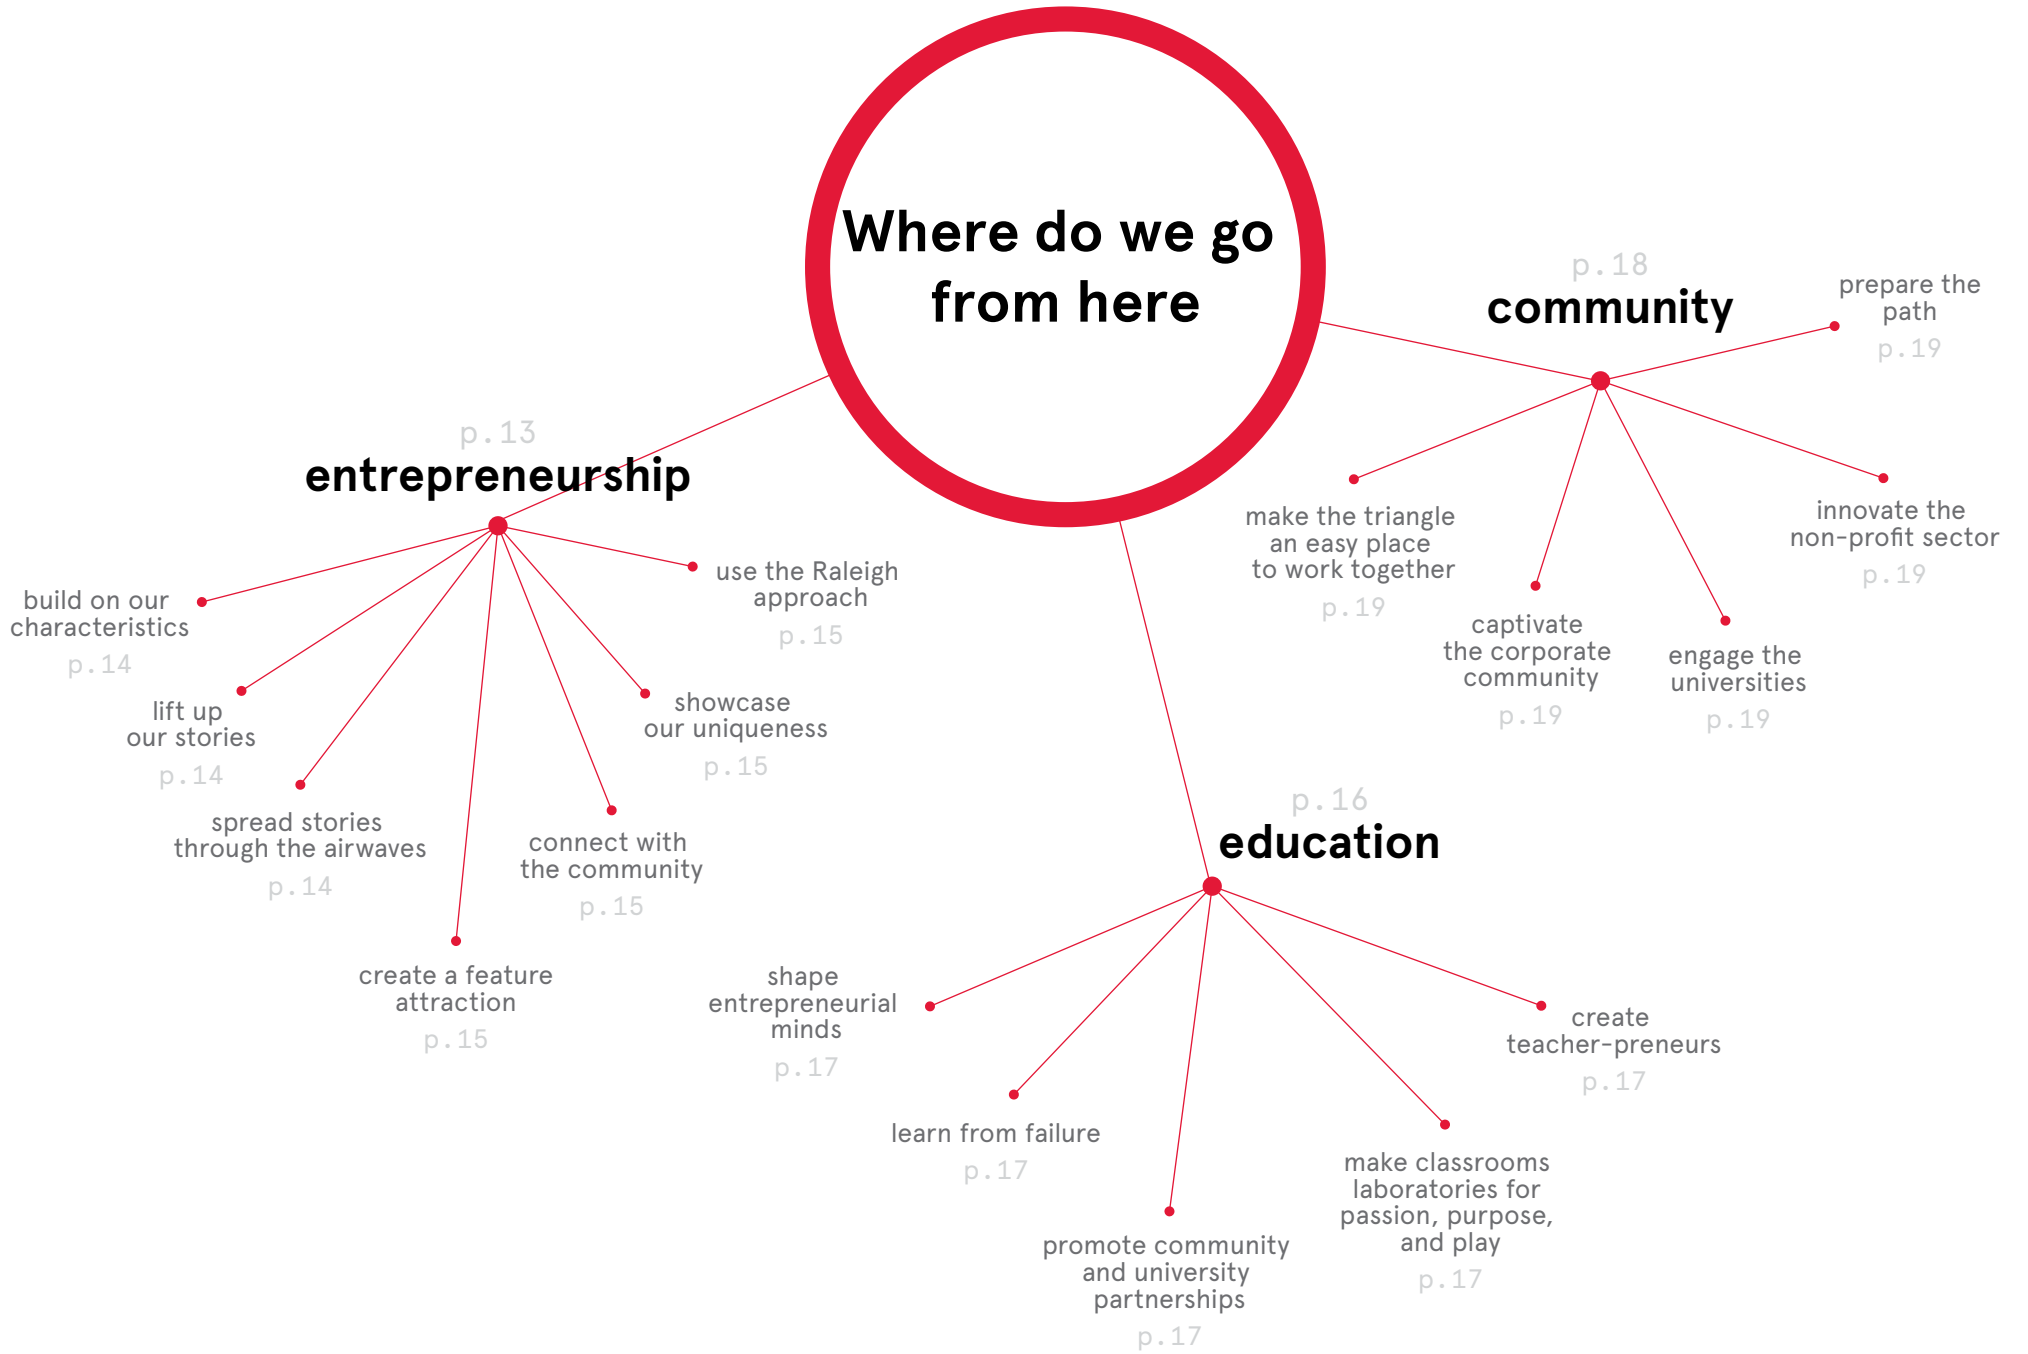 Where do we go
from here
p.13
entrepreneurship
build on our
characteristics
p.14
lift up
our stories
p.14
spread stories
through the airwaves
p.14
create a feature
attraction
p.15
connect with
the community
p.15
showcase
our uniqueness
p.15
use the Raleigh
approach
p.15
p.16
education
shape
entrepreneurial
minds
p.17
learn from failure
p.17
promote community
and university
partnerships
p.17
make classrooms
laboratories for
passion, purpose,
and play
p.17
create
teacher-preneurs
p.17
p.18
community
make the triangle
an easy place
to work together
p.19
captivate
the corporate
community
p.19
engage the
universities
p.19
innovate the
non-profit sector
p.19
prepare the
path
p.19